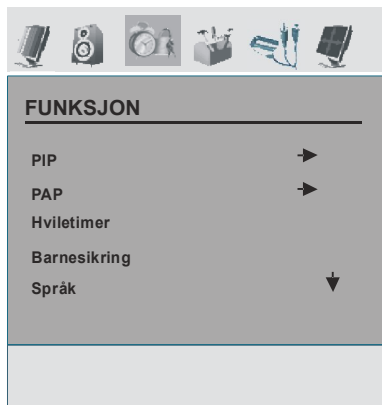 FUNKSJON
PIP
PAP
Hviletimer
Barnesikring
Språk